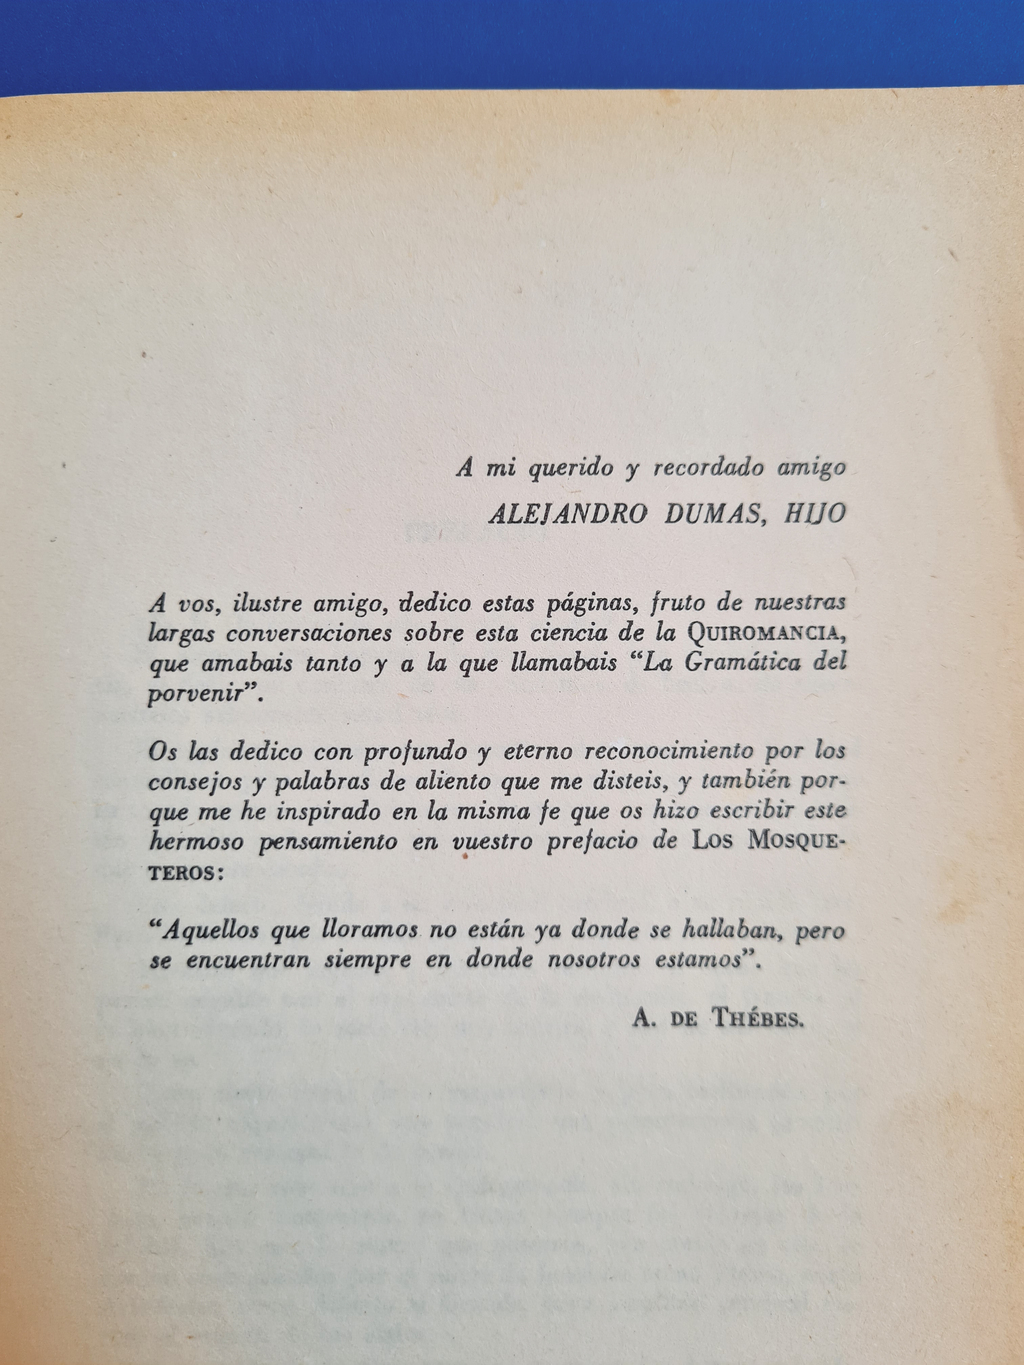 A mi querido y recordado amigo
ALEJANDRO DUMAS, HIJO
A vos, ilustre amigo, dedico estas páginas, fruto de nuestras
largas conversaciones sobre esta ciencia de la QUIROMANCIA,
que amabais tanto y a la que llamabais “La Gramática del
porvenir”.
Os las dedico con profundo y eterno reconocimiento por los
consejos y palabras de aliento que me disteis, y también por-
que me he inspirado en la misma fe que os hizo escribir este
hermoso pensamiento en vuestro prefacio de LOS MOSQUE-
TEROS:
“Aquellos que lloramos no están ya donde se hallaban, pero
se encuentran siempre en donde nosotros estamos”.
A. DE THÉBES.